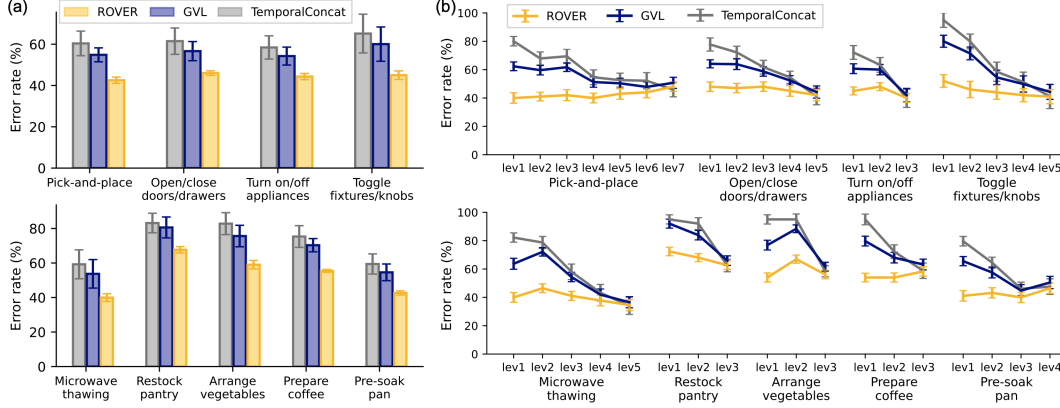 (a)
ROVER GVL TemporalConcat
Error rate (%)
60
40
20
0
Pick-and-place
Open/close
doors/drawers
Turn on/off
appliances
Toggle
fixtures/knobs
Error rate (%)
80
60
40
20
0
Microwave
thawing
Restock
pantry
Arrange
vegetables
Prepare
coffee
Pre-soak
pan
(b)
ROVER GVL TemporalConcat
Error rate (%)
100
80
60
40
20
0
lev1 lev2 lev3 lev4 lev5 lev6 lev7
Pick-and-place
lev1 lev2 lev3 lev4 lev5
Open/close
doors/drawers
lev1 lev2 lev3
Turn on/off
appliances
lev1 lev2 lev3 lev4 lev5
Toggle
fixtures/knobs
Error rate (%)
100
80
60
40
20
0
lev1 lev2 lev3 lev4 lev5
Microwave
thawing
lev1 lev2 lev3
Restock
pantry
lev1 lev2 lev3
Arrange
vegetables
lev1 lev2 lev3
Prepare
coffee
lev1 lev2 lev3 lev4
Pre-soak
pan